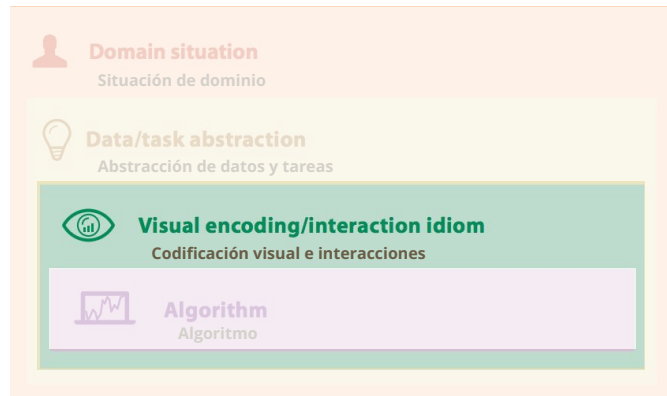 Domain situation
Situación de dominio
Data/task abstraction
Abstracción de datos y tareas
Visual encoding/interaction idiom
Codificación visual e interacciones
Algorithm
Algoritmo